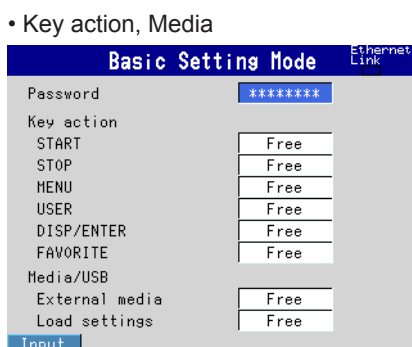 • Key action, Media
Basic Setting Mode
Ethernet
Link
Password ********
Key action
START Free
STOP Free
MENU Free
USER Free
DISP/ENTER Free
FAVORITE Free
Media/USB
External media Free
Load settings Free
Input